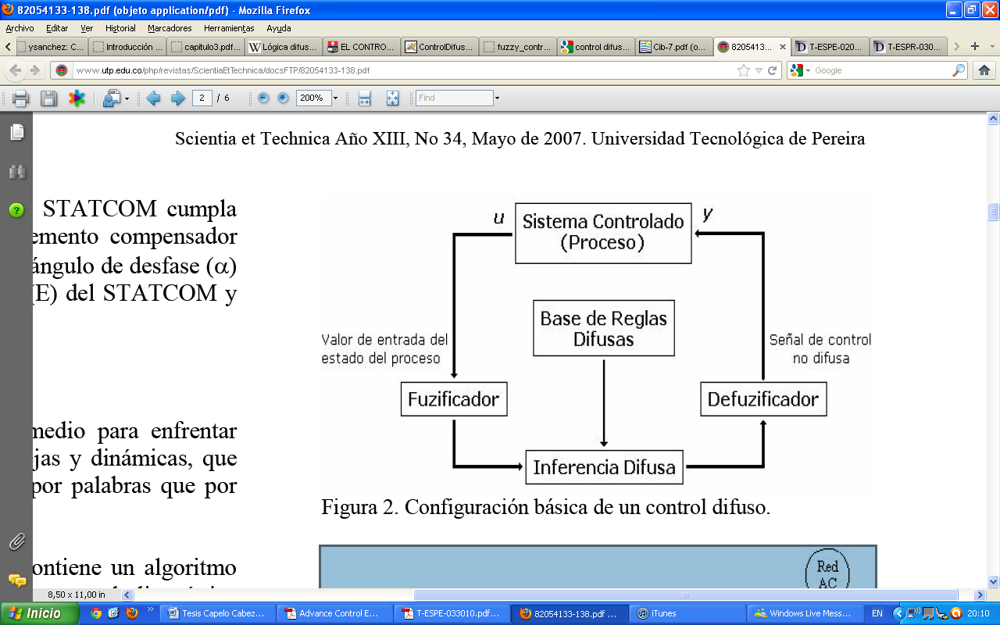 82054133-138.pdf (objeto application/pdf) - Mozilla Firefox
Archivo Editar Ver Historial Marcadores Herramientas Ayuda
ysanchez: C... Introducción ... capitulo3.pdf... Lógica difus... EL CONTRO... ControlDifus... fuzzy_contr... control difus... Cib-7.pdf (o... 8205413... T-ESPE-020... T-ESPR-030...
www.utp.edu.co/php/revistas/ScientiaEtTechnica/docsFTP/82054133-138.pdf
Google
2 / 6 200% Find
Scientia et Technica Año XIII, No 34, Mayo de 2007. Universidad Tecnológica de Pereira
STATCOM cumpla
emento compensador
ángulo de desfase (α)
(E) del STATCOM y
medio para enfrentar
ejas y dinámicas, que
por palabras que por
ontiene un algoritmo
u
Sistema Controlado
(Proceso)
y
Base de Reglas
Difusas
Valor de entrada del
estado del proceso
Señal de control
no difusa
Fuzificador
Defuzificador
Inferencia Difusa
Figura 2. Configuración básica de un control difuso.
Red
AC
8,50 x 11,00 in
Inicio
Tesis Capelo Cabez...
Advance Control E...
T-ESPE-033010.pdf...
82054133-138.pdf ...
iTunes
Windows Live Mess...
EN
20:10